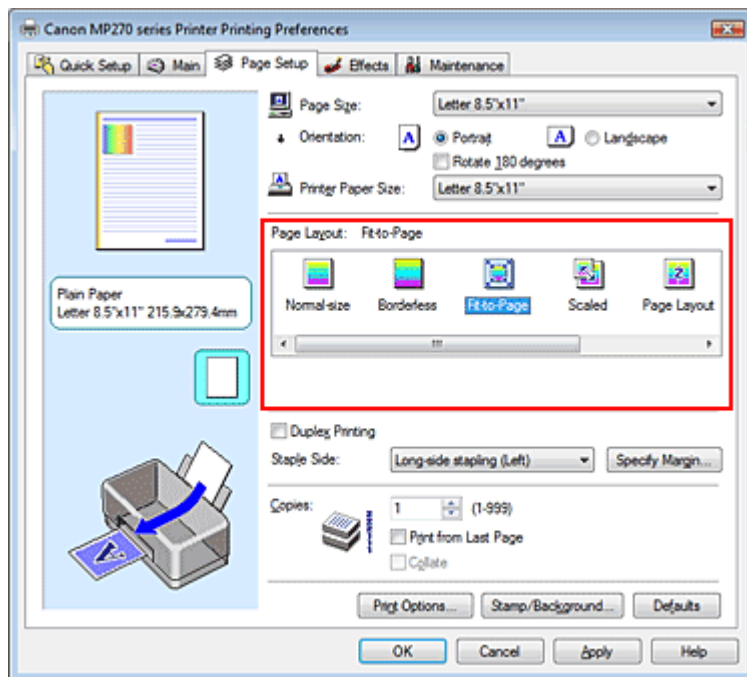 Canon MP270 series Printer Printing Preferences
Quick Setup Main Page Setup Effects Maintenance
Page Size: Letter 8.5"x11"
Orientation: A Portrait A Landscape
Rotate 180 degrees
Printer Paper Size: Letter 8.5"x11"
Page Layout: Fit-to-Page
Normal-size Borderless Fit-to-Page Scaled Page Layout
Plain Paper
Letter 8.5"x11" 215.9x279.4mm
Duplex Printing
Staple Side: Long-side stapling (Left) Specify Margin...
Copies: 1 (1-999)
Print from Last Page
Collate
Print Options... Stamp/Background... Defaults
OK Cancel Apply Help